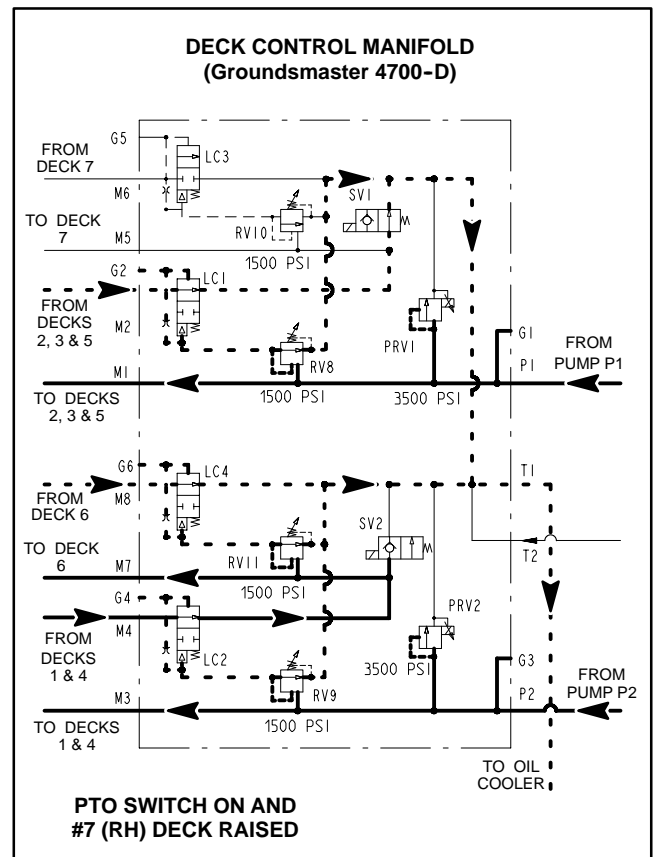 DECK CONTROL MANIFOLD
(Groundsmaster 4700-D)
G5
FROM
DECK 7
LC3
M6
SV1
TO DECK
7
M5
RV10
1500 PSI
G2
LC1
FROM
DECKS
2, 3 & 5
M2
PRV1
G1
FROM
PUMP P1
RV8
P1
M1
1500 PSI
3500 PSI
TO DECKS
2, 3 & 5
G6
LC4
T1
M8
FROM
DECK 6
SV2
TO DECK
6
M7
RV11
1500 PSI
T2
G4
M4
PRV2
FROM
DECKS
1 & 4
LC2
3500 PSI
G3
FROM
PUMP P2
RV9
P2
M3
1500 PSI
TO DECKS
1 & 4
TO OIL
COOLER
PTO SWITCH ON AND
#7 (RH) DECK RAISED